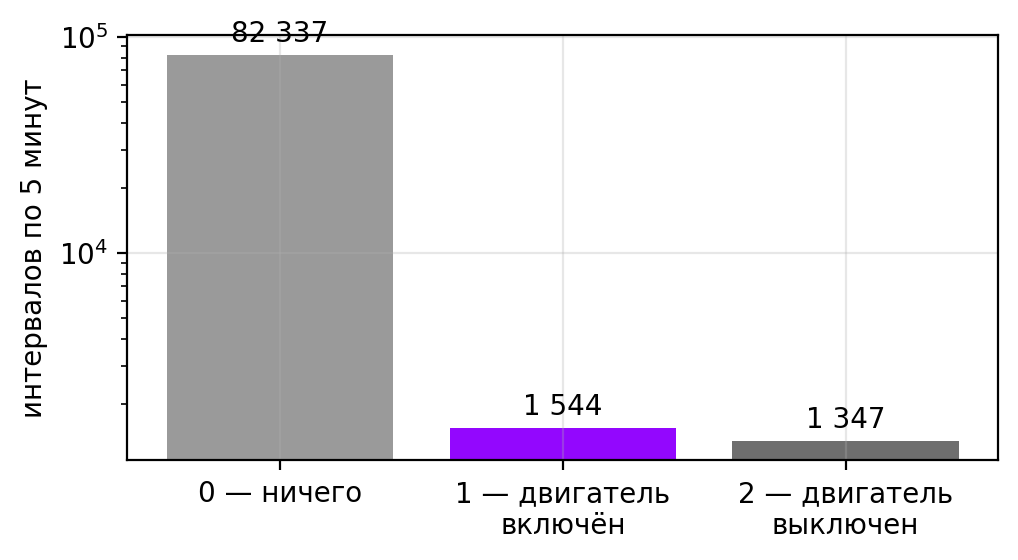 интервалов по 5 минут
10⁵
10⁴
82 337
1 544
1 347
0 — ничего
1 — двигатель
включён
2 — двигатель
выключен